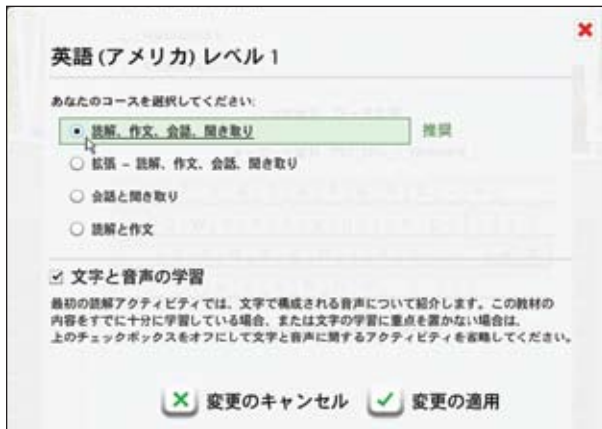 英語 (アメリカ) レベル 1
あなたのコースを選択してください:
読解、作文、会話、聞き取り 推奨
拡張 – 読解、作文、会話、聞き取り
会話と聞き取り
読解と作文
文字と音声の学習
最初の読解アクティビティでは、文字で構成される音声について紹介します。この教材の
内容をすでに十分に学習している場合、または文字の学習に重点を置かない場合は、
上のチェックボックスをオフにして文字と音声に関するアクティビティを省略してください。
変更のキャンセル 変更の適用